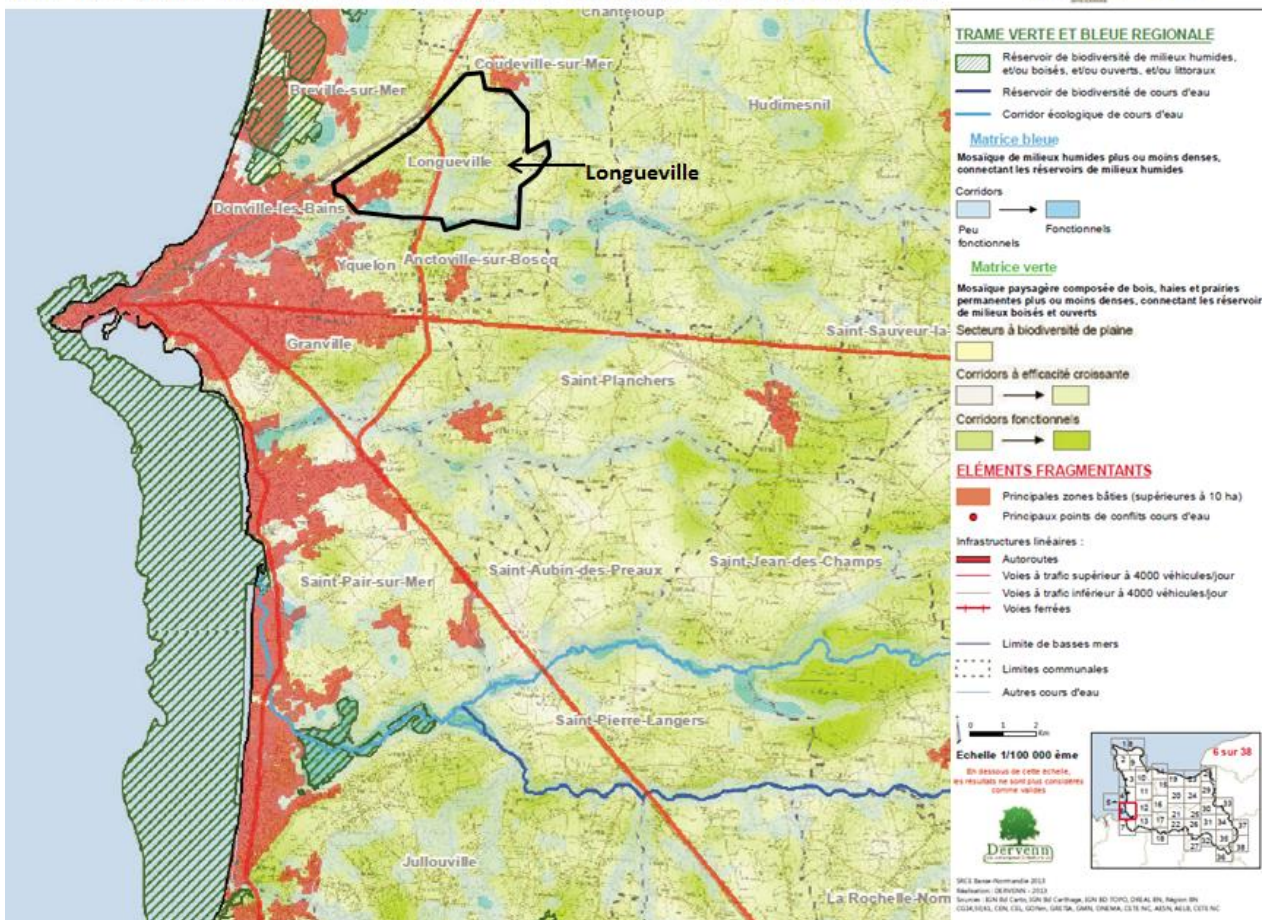 Chanteloup
Coudeville-sur-Mer
Breville-sur-Mer
Hudimesnil
Longueville
Longueville
Donville-les-Bains
Yquelon
Anctoville-sur-Boscq
Granville
Saint-Sauveur-la-
Saint-Planchers
Saint-Pair-sur-Mer
Saint-Aubin-des-Preaux
Saint-Jean-des-Champs
Saint-Pierre-Langers
Jullouville
La Rochelle-Norm
TRAME VERTE ET BLEUE REGIONALE
Réservoir de biodiversité de milieux humides,
et/ou boisés, et/ou ouverts, et/ou littoraux
Réservoir de biodiversité de cours d'eau
Corridor écologique de cours d'eau
Matrice bleue
Mosaïque de milieux humides plus ou moins denses,
connectant les réservoirs de milieux humides
Corridors
Peu
fonctionnels
Fonctionnels
Matrice verte
Mosaïque paysagère composée de bois, haies et prairies
permanentes plus ou moins denses, connectant les réservoir
de milieux boisés et ouverts
Secteurs à biodiversité de plaine
Corridors à efficacité croissante
Corridors fonctionnels
ELÉMENTS FRAGMENTANTS
Principales zones bâties (supérieures à 10 ha)
Principaux points de conflits cours d'eau
Infrastructures linéaires :
Autoroutes
Voies à trafic supérieur à 4000 véhicules/jour
Voies à trafic inférieur à 4000 véhicules/jour
Voies ferrées
Limite de basses mers
Limites communales
Autres cours d'eau
0 1 2
Km
Echelle 1/100 000 ème
En dessous de cette échelle,
les résultats ne sont plus considérés
comme valides
6 sur 38
Dervenn
SRCE Basse-Normandie 2013
Réalisation : DERVENN - 2013